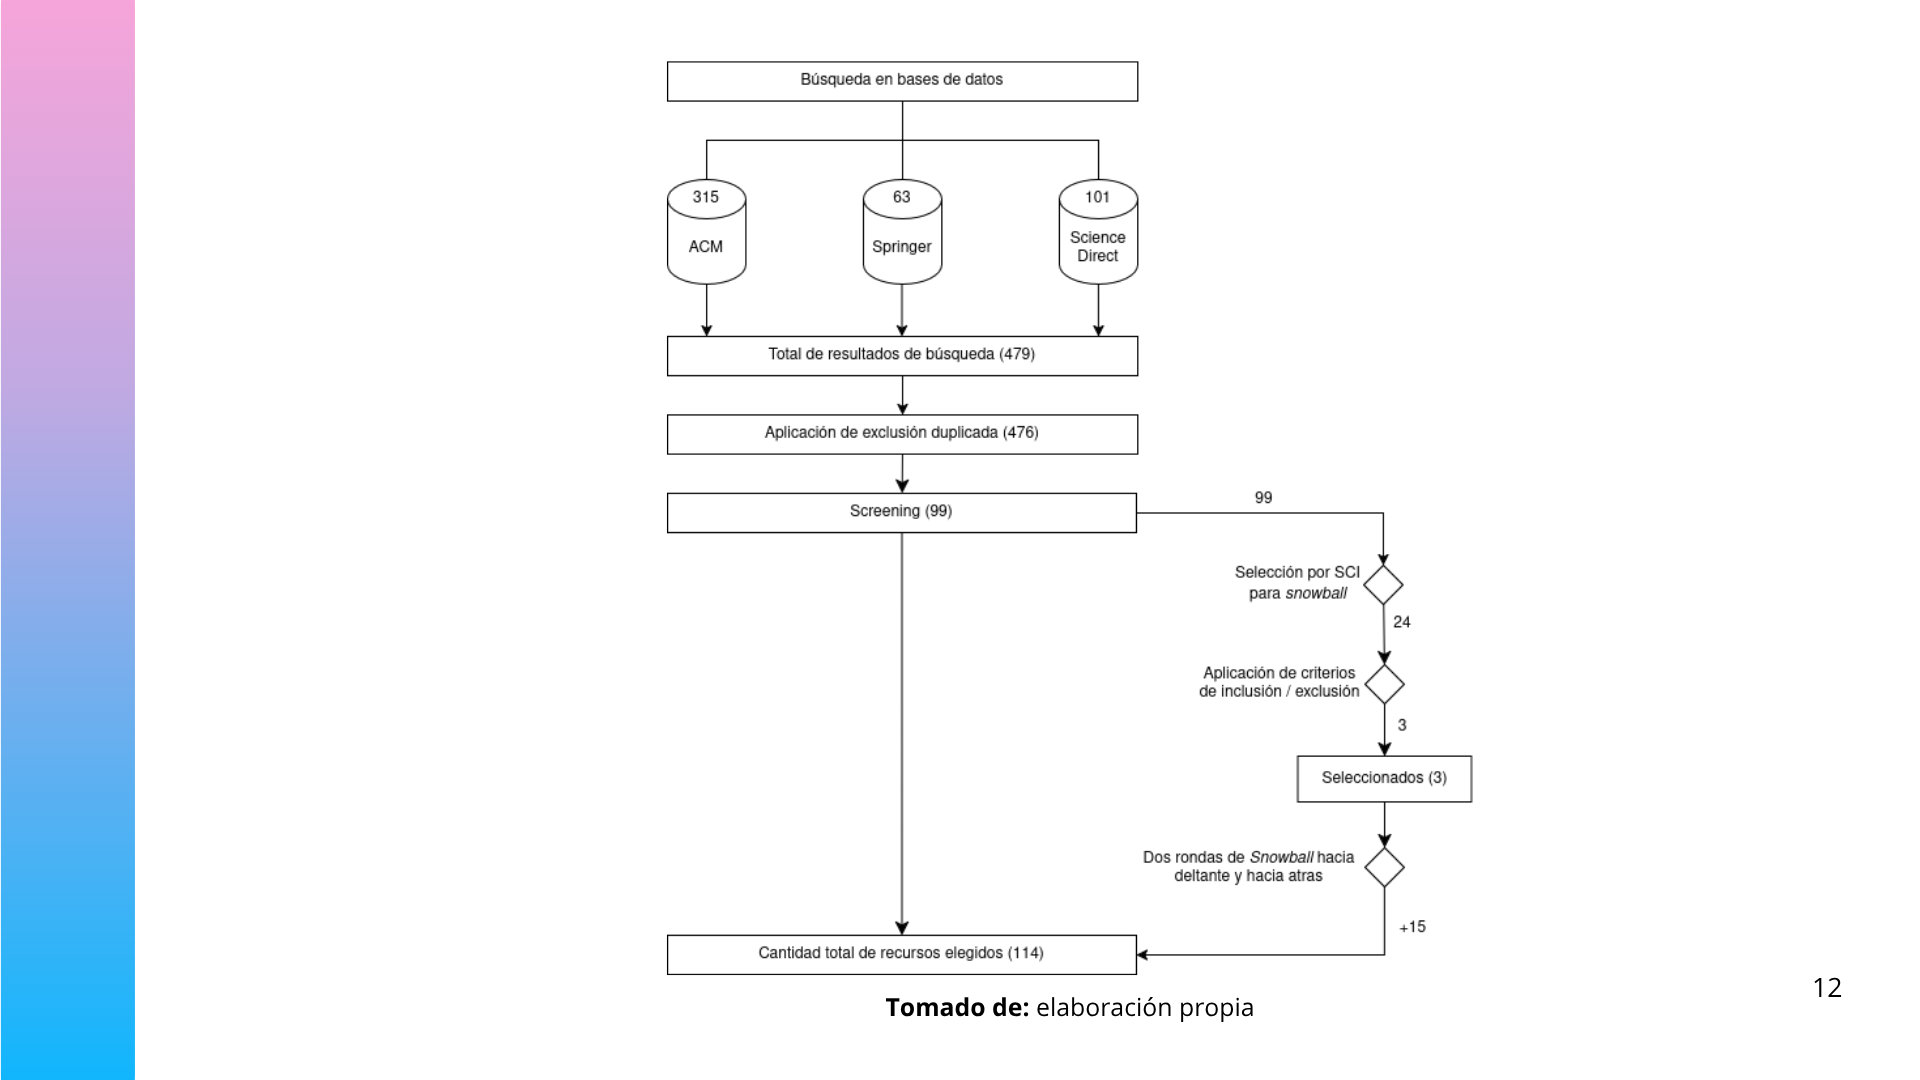 Búsqueda en bases de datos
315
63
101
ACM
Springer
Science
Direct
Total de resultados de búsqueda (479)
Aplicación de exclusión duplicada (476)
Screening (99)
99
Selección por SCI
para snowball
24
Aplicación de criterios
de inclusión / exclusión
3
Seleccionados (3)
Dos rondas de Snowball hacia
deltante y hacia atras
+15
Cantidad total de recursos elegidos (114)
Tomado de: elaboración propia
12